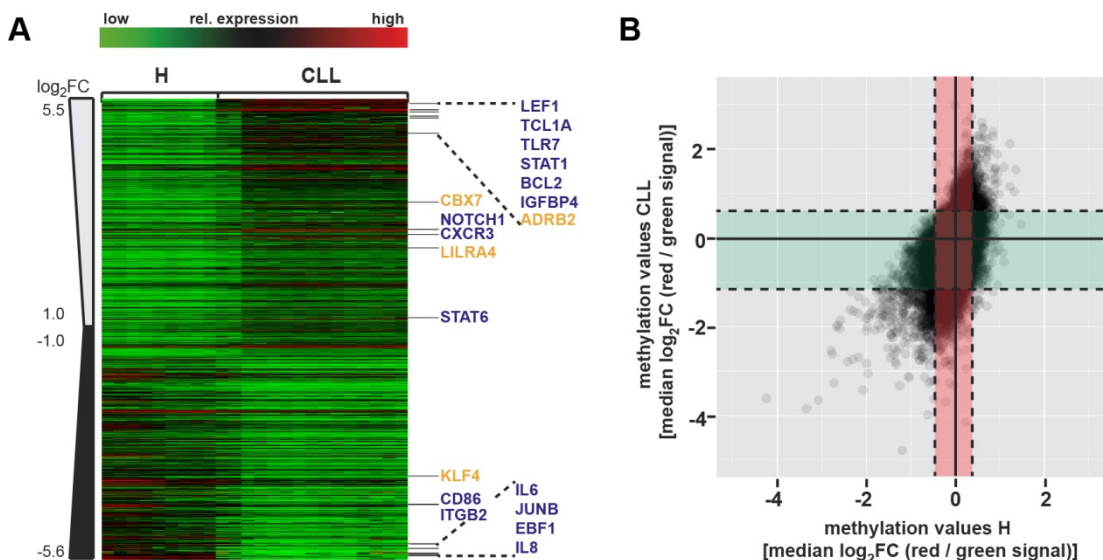 A
low rel. expression high
log₂FC
H CLL
5.5
1.0
-1.0
-5.6
LEF1
TCL1A
TLR7
STAT1
BCL2
IGFBP4
ADRB2
CBX7
NOTCH1
CXCR3
LILRA4
STAT6
KLF4
CD86
ITGB2
IL6
JUNB
EBF1
IL8
B
methylation values CLL
[median log₂FC (red / green signal)]
2
0
-2
-4
-4 -2 0 2
methylation values H
[median log₂FC (red / green signal)]